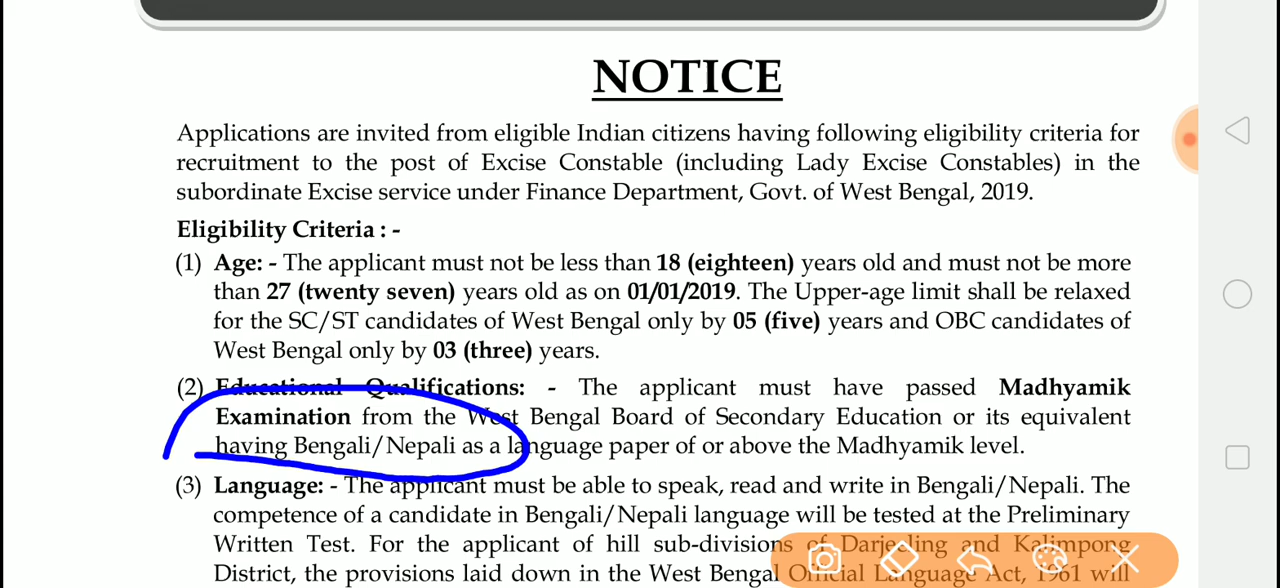 NOTICE
Applications are invited from eligible Indian citizens having following eligibility criteria for
recruitment to the post of Excise Constable (including Lady Excise Constables) in the
subordinate Excise service under Finance Department, Govt. of West Bengal, 2019.
Eligibility Criteria : -
(1) Age: - The applicant must not be less than 18 (eighteen) years old and must not be more
than 27 (twenty seven) years old as on 01/01/2019. The Upper-age limit shall be relaxed
for the SC/ST candidates of West Bengal only by 05 (five) years and OBC candidates of
West Bengal only by 03 (three) years.
(2) Educational Qualifications: - The applicant must have passed Madhyamik
Examination from the West Bengal Board of Secondary Education or its equivalent
having Bengali/Nepali as a language paper of or above the Madhyamik level.
(3) Language: - The applicant must be able to speak, read and write in Bengali/Nepali. The
competence of a candidate in Bengali/Nepali language will be tested at the Preliminary
Written Test. For the applicant of hill sub-divisions of Darjeeling and Kalimpong
District, the provisions laid down in the West Bengal Official Language Act, 1961 will